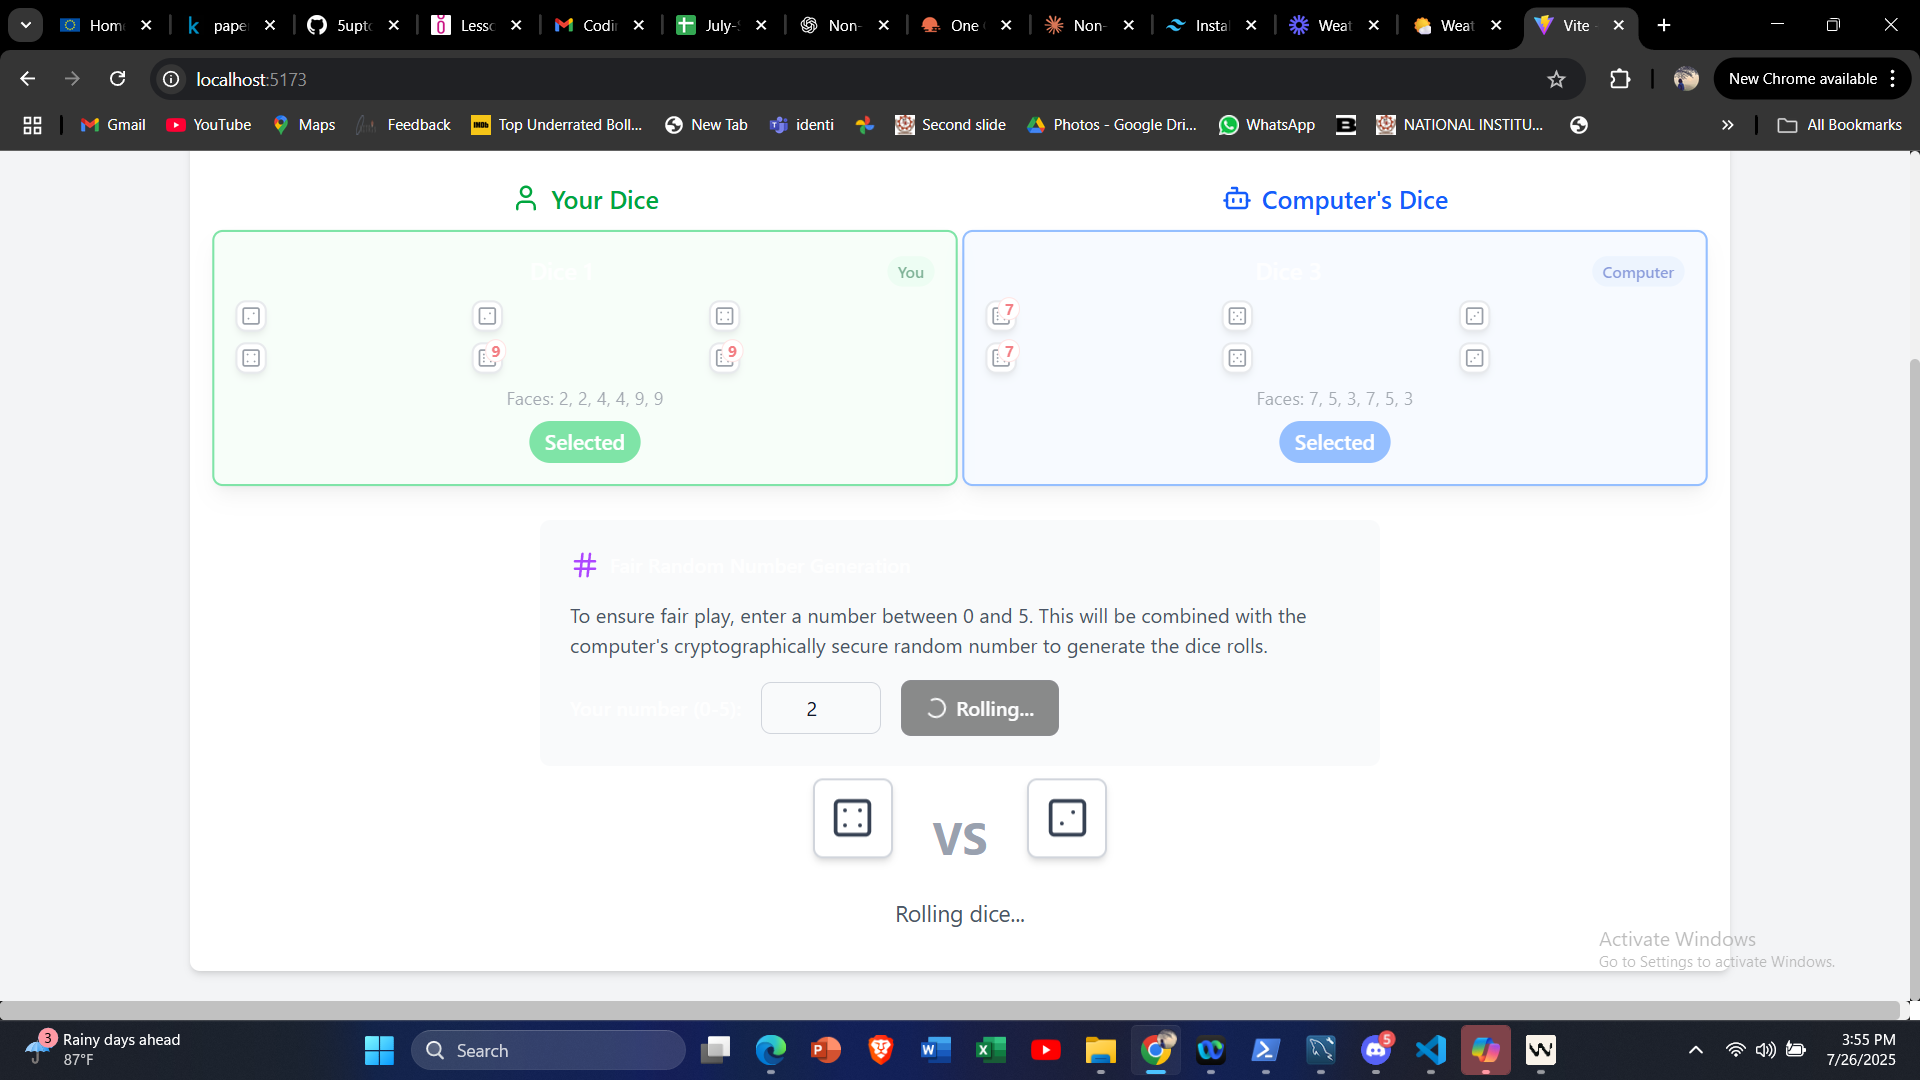 Hom
pape
5upto
Lesso
Codin
July-
Non-
One
Non-
Instal
Weat
Weat
Vite
localhost:5173
New Chrome available
Gmail
YouTube
Maps
Feedback
IMDb
Top Underrated Boll...
New Tab
identi
Second slide
Photos - Google Dri...
WhatsApp
NATIONAL INSTITU...
All Bookmarks
Your Dice
Computer's Dice
Dice 1
You
9
9
Faces: 2, 2, 4, 4, 9, 9
Selected
Dice 3
Computer
7
7
Faces: 7, 5, 3, 7, 5, 3
Selected
# Fair Random Number Generation
To ensure fair play, enter a number between 0 and 5. This will be combined with the
computer's cryptographically secure random number to generate the dice rolls.
Your number (0-5):
2
Rolling...
VS
Rolling dice...
Activate Windows
Go to Settings to activate Windows.
3
Rainy days ahead
87°F
Search
5
3:55 PM
7/26/2025